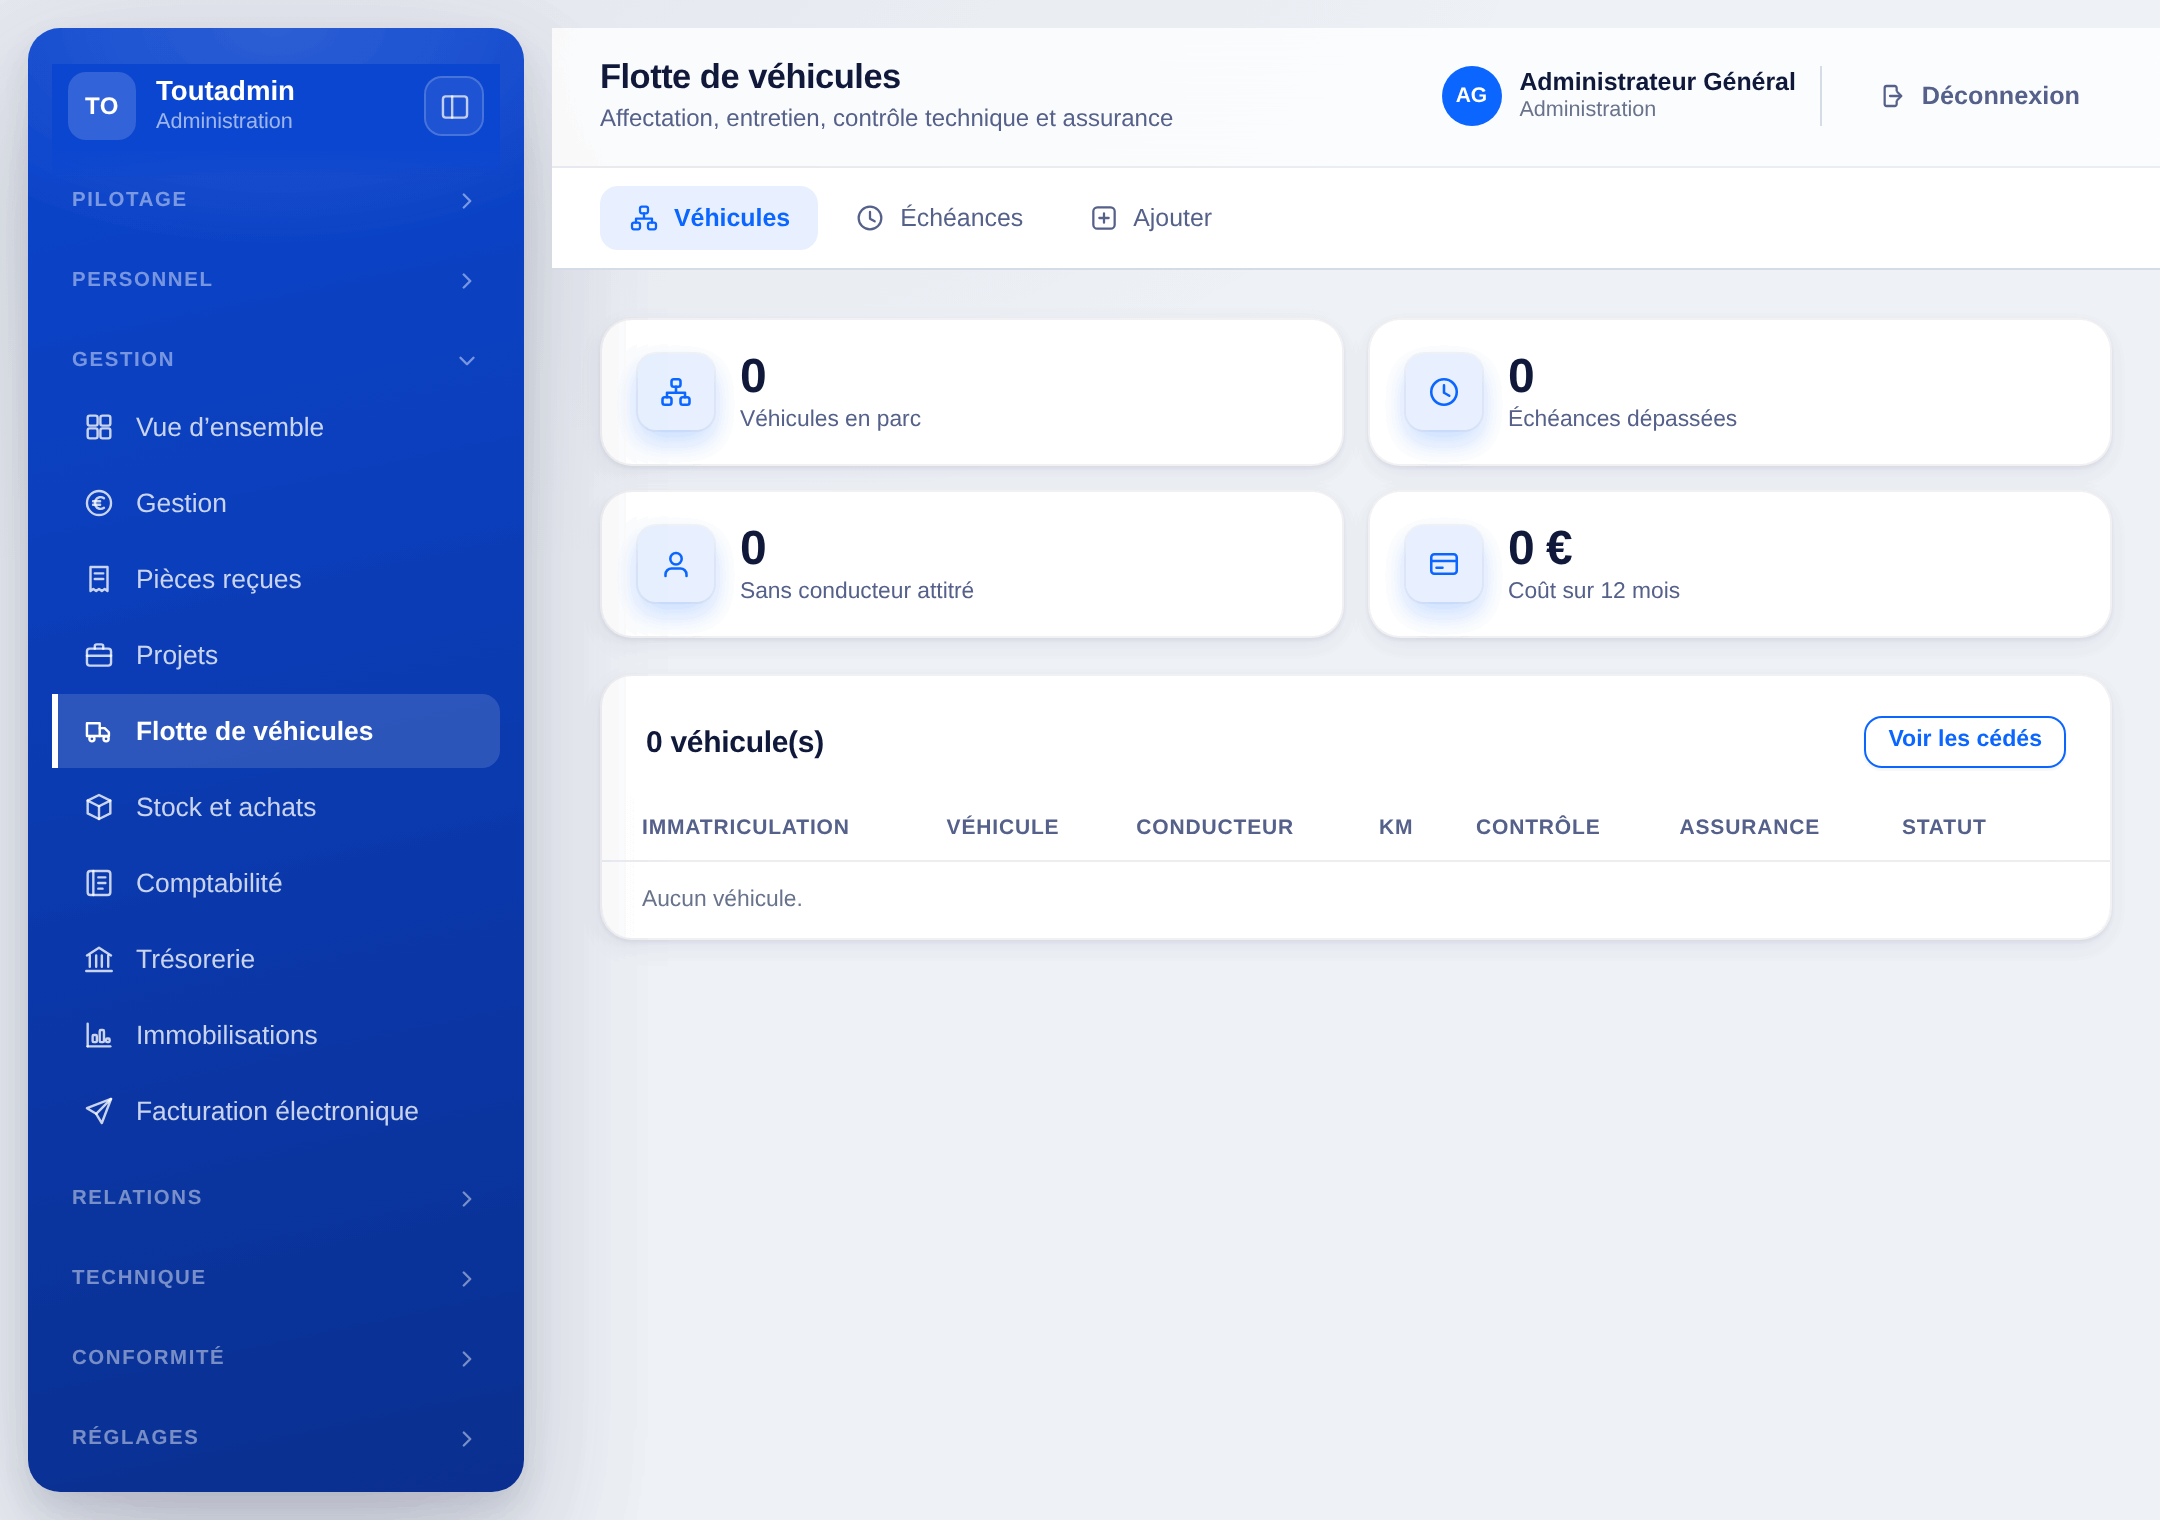 TO
Toutadmin
Administration
PILOTAGE
PERSONNEL
GESTION
Vue d’ensemble
Gestion
Pièces reçues
Projets
Flotte de véhicules
Stock et achats
Comptabilité
Trésorerie
Immobilisations
Facturation électronique
RELATIONS
TECHNIQUE
CONFORMITÉ
RÉGLAGES
Flotte de véhicules
Affectation, entretien, contrôle technique et assurance
AG
Administrateur Général
Administration
Déconnexion
Véhicules Échéances Ajouter
0
Véhicules en parc
0
Échéances dépassées
0
Sans conducteur attitré
0 €
Coût sur 12 mois
0 véhicule(s)
Voir les cédés
IMMATRICULATION VÉHICULE CONDUCTEUR KM CONTRÔLE ASSURANCE STATUT
Aucun véhicule.